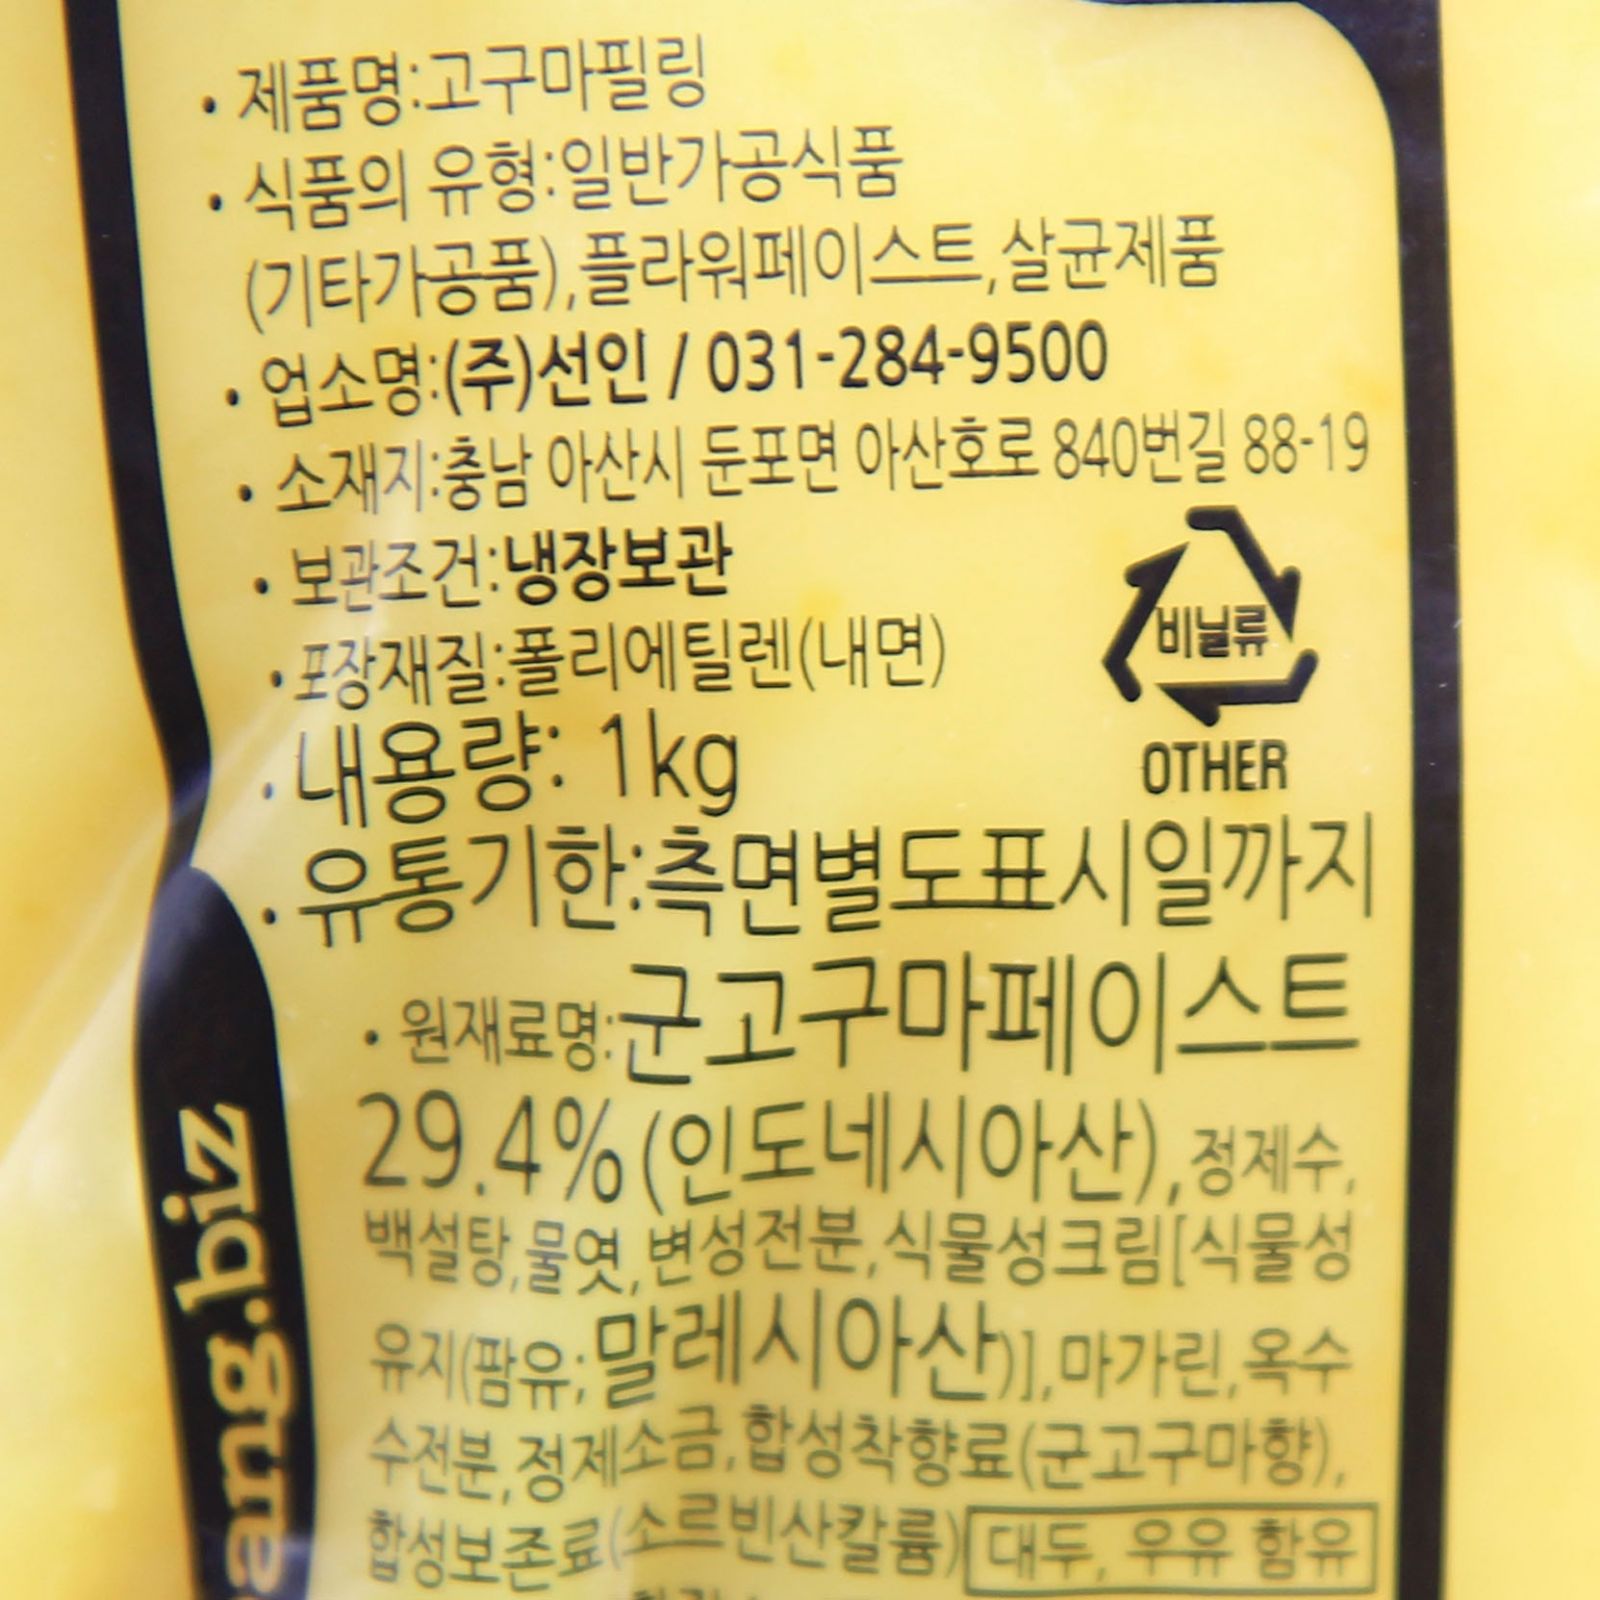 · 제품명:고구마필링
· 식품의 유형:일반가공식품
(기타가공품),플라워페이스트,살균제품
· 업소명:(주)선인 / 031-284-9500
· 소재지:충남 아산시 둔포면 아산호로 840번길 88-19
· 보관조건:냉장보관
· 포장재질:폴리에틸렌(내면)
비닐류
OTHER
· 내용량: 1kg
· 유통기한:측면별도표시일까지
· 원재료명:군고구마페이스트
29.4%(인도네시아산),정제수,
백설탕,물엿,변성전분,식물성크림[식물성
유지(팜유;말레시아산)],마가린,옥수
수전분,정제소금,합성착향료(군고구마향),
합성보존료(소르빈산칼륨) 대두, 우유 함유
ang.biz